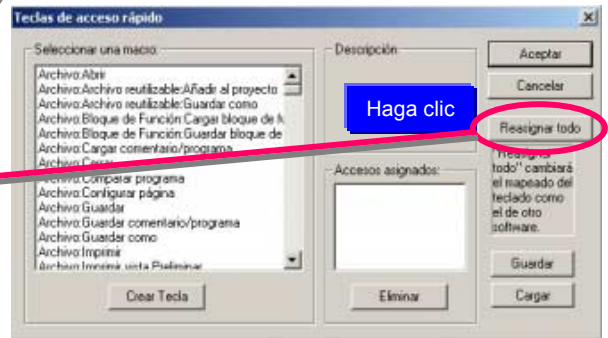 Teclas de acceso rápido
Seleccionar una macro:
Archivo:Abrir
Archivo:Archivo reutilizable:Añadir al proyecto
Archivo:Archivo reutilizable:Guardar como
Archivo:Bloque de Función:Cargar bloque de f
Archivo:Bloque de Función:Guardar bloque de
Archivo:Cargar comentario/programa
Archivo:Cerrar
Archivo:Comparar programa
Archivo:Configurar página
Archivo:Guardar
Archivo:Guardar comentario/programa
Archivo:Guardar como
Archivo:Imprimir
Archivo:Imprimir vista Preliminar
Crear Tecla
Descripción
Haga clic
Accesos asignados:
Eliminar
Aceptar
Cancelar
Reasignar todo
"Reasignar
todo" cambiará
el mapeado del
teclado como
el de otro
software.
Guardar
Cargar